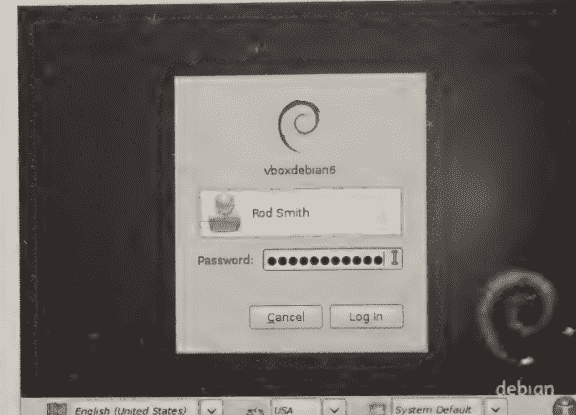 vboxdebian6
Rod Smith
Password: ●●●●●●●●●●●
Cancel
Log In
debian
English (United States)
USA
System Default